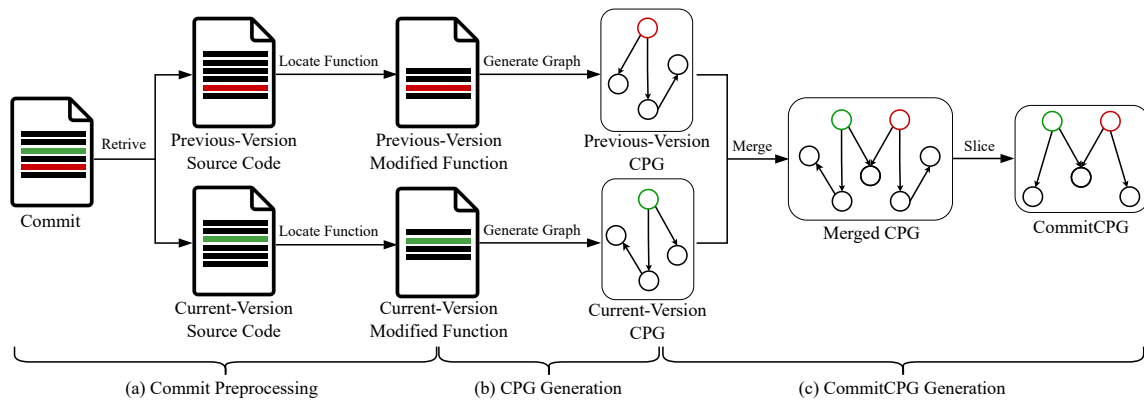 Commit
Retrive
Previous-Version
Source Code
Locate Function
Previous-Version
Modified Function
Generate Graph
Previous-Version
CPG
Current-Version
Source Code
Locate Function
Current-Version
Modified Function
Generate Graph
Current-Version
CPG
Merge
Merged CPG
Slice
CommitCPG
(a) Commit Preprocessing
(b) CPG Generation
(c) CommitCPG Generation